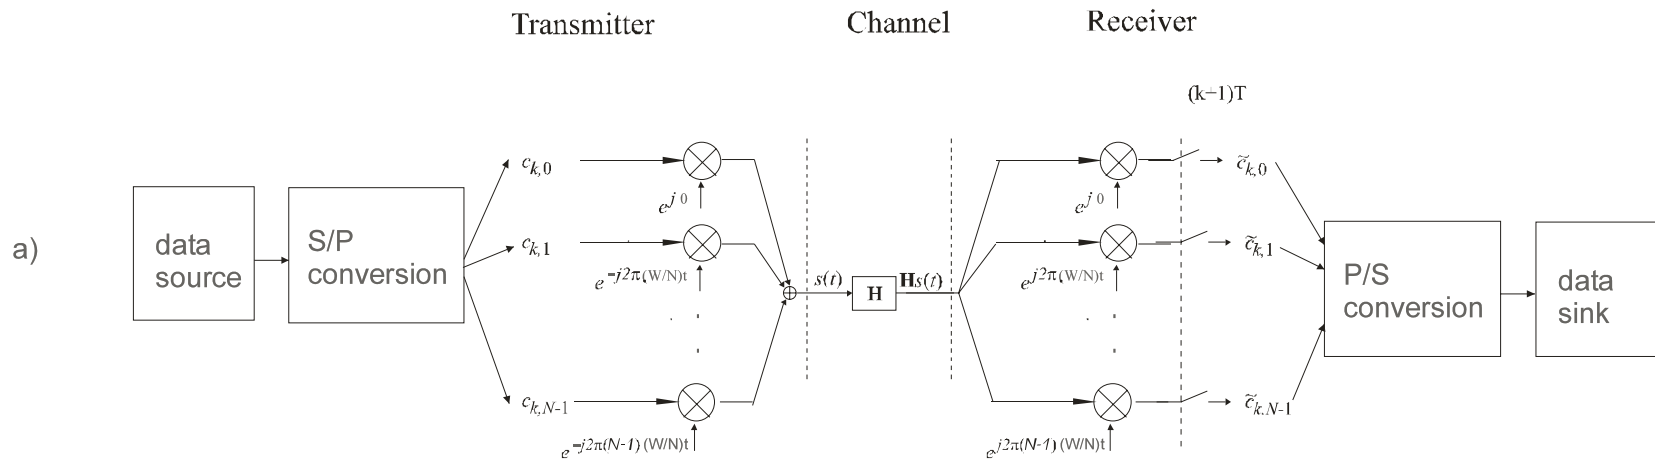 Transmitter Channel Receiver
(k+1)T
a)
data source
S/P conversion
c_{k,0}
e^{j 0}
c_{k,1}
e^{-j2π(W/N)t}
c_{k,N-1}
e^{-j2π(N-1)(W/N)t}
s(t)
H
Hs(t)
e^{j 0}
e^{j2π(W/N)t}
e^{j2π(N-1)(W/N)t}
c̃_{k,0}
c̃_{k,1}
c̃_{k,N-1}
P/S conversion
data sink